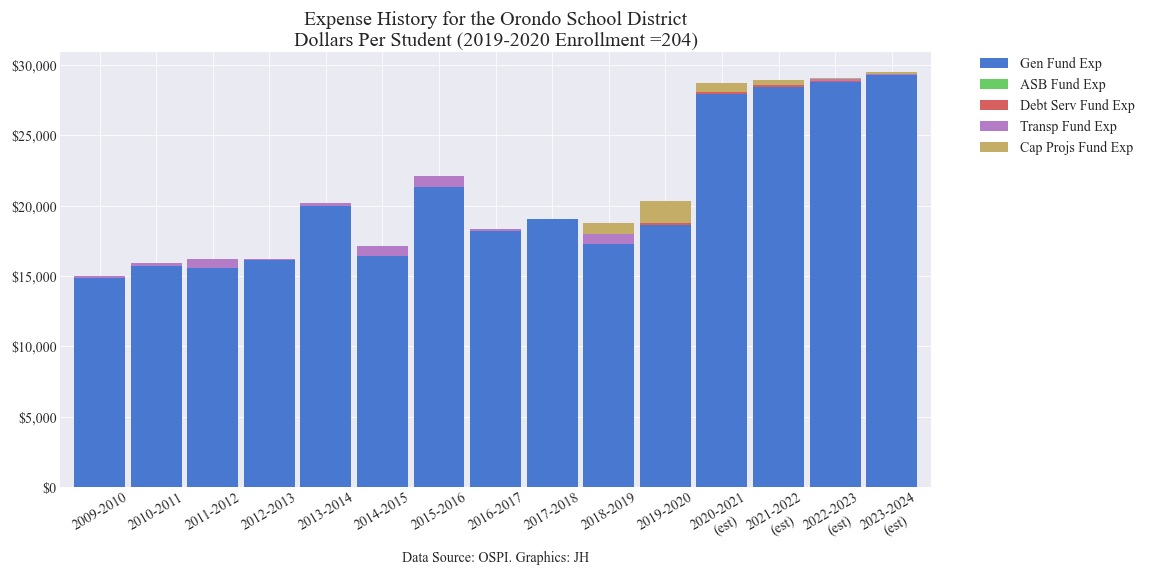 Expense History for the Orondo School District
Dollars Per Student (2019-2020 Enrollment =204)
$30,000
$25,000
$20,000
$15,000
$10,000
$5,000
$0
2009-2010
2010-2011
2011-2012
2012-2013
2013-2014
2014-2015
2015-2016
2016-2017
2017-2018
2018-2019
2019-2020
2020-2021
(est)
2021-2022
(est)
2022-2023
(est)
2023-2024
(est)
Data Source: OSPI. Graphics: JH
Gen Fund Exp
ASB Fund Exp
Debt Serv Fund Exp
Transp Fund Exp
Cap Projs Fund Exp